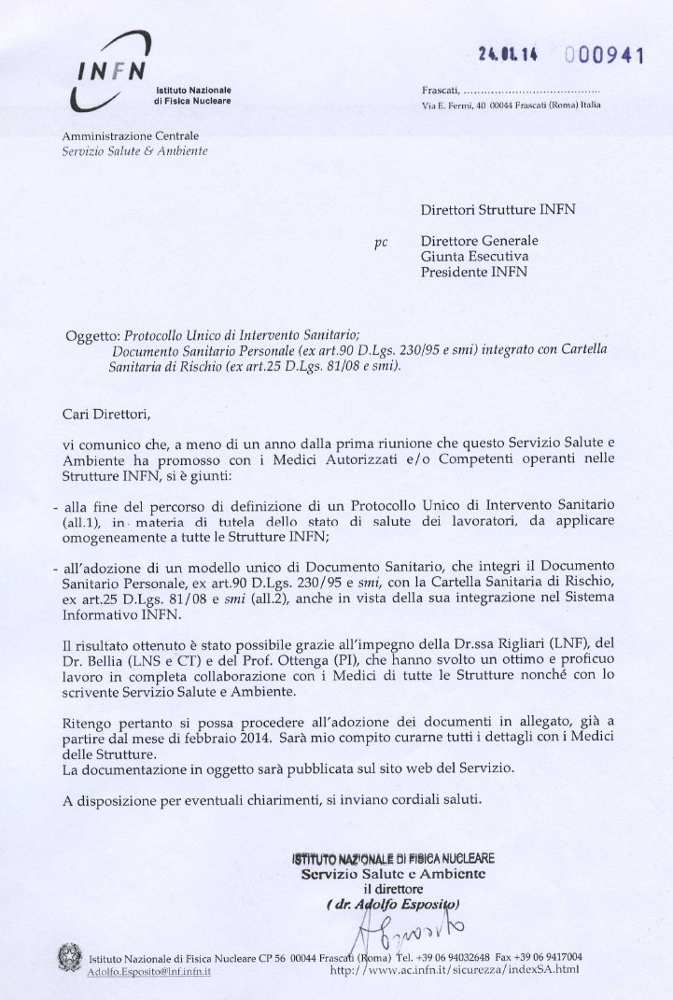 INFN
Istituto Nazionale
di Fisica Nucleare
24.01.14 000941
Frascati, ......................................
Via E. Fermi, 40 00044 Frascati (Roma) Italia
Amministrazione Centrale
Servizio Salute & Ambiente
Direttori Strutture INFN
pc Direttore Generale
Giunta Esecutiva
Presidente INFN
Oggetto: Protocollo Unico di Intervento Sanitario;
Documento Sanitario Personale (ex art.90 D.Lgs. 230/95 e smi) integrato con Cartella
Sanitaria di Rischio (ex art.25 D.Lgs. 81/08 e smi).
Cari Direttori,
vi comunico che, a meno di un anno dalla prima riunione che questo Servizio Salute e
Ambiente ha promosso con i Medici Autorizzati e/o Competenti operanti nelle
Strutture INFN, si è giunti:
- alla fine del percorso di definizione di un Protocollo Unico di Intervento Sanitario
(all.1), in materia di tutela dello stato di salute dei lavoratori, da applicare
omogeneamente a tutte le Strutture INFN;
- all'adozione di un modello unico di Documento Sanitario, che integri il Documento
Sanitario Personale, ex art.90 D.Lgs. 230/95 e smi, con la Cartella Sanitaria di Rischio,
ex art.25 D.Lgs. 81/08 e smi (all.2), anche in vista della sua integrazione nel Sistema
Informativo INFN.
Il risultato ottenuto è stato possibile grazie all'impegno della Dr.ssa Rigliari (LNF), del
Dr. Bellia (LNS e CT) e del Prof. Ottenga (PI), che hanno svolto un ottimo e proficuo
lavoro in completa collaborazione con i Medici di tutte le Strutture nonché con lo
scrivente Servizio Salute e Ambiente.
Ritengo pertanto si possa procedere all'adozione dei documenti in allegato, già a
partire dal mese di febbraio 2014. Sarà mio compito curarne tutti i dettagli con i Medici
delle Strutture.
La documentazione in oggetto sarà pubblicata sul sito web del Servizio.
A disposizione per eventuali chiarimenti, si inviano cordiali saluti.
ISTITUTO NAZIONALE DI FISICA NUCLEARE
Servizio Salute e Ambiente
il direttore
( dr. Adolfo Esposito)
AEsposito
Istituto Nazionale di Fisica Nucleare CP 56 00044 Frascati (Roma) Tel. +39 06 94032648 Fax +39 06 9417004
Adolfo.Esposito@lnf.infn.it http://www.ac.infn.it/sicurezza/indexSA.html